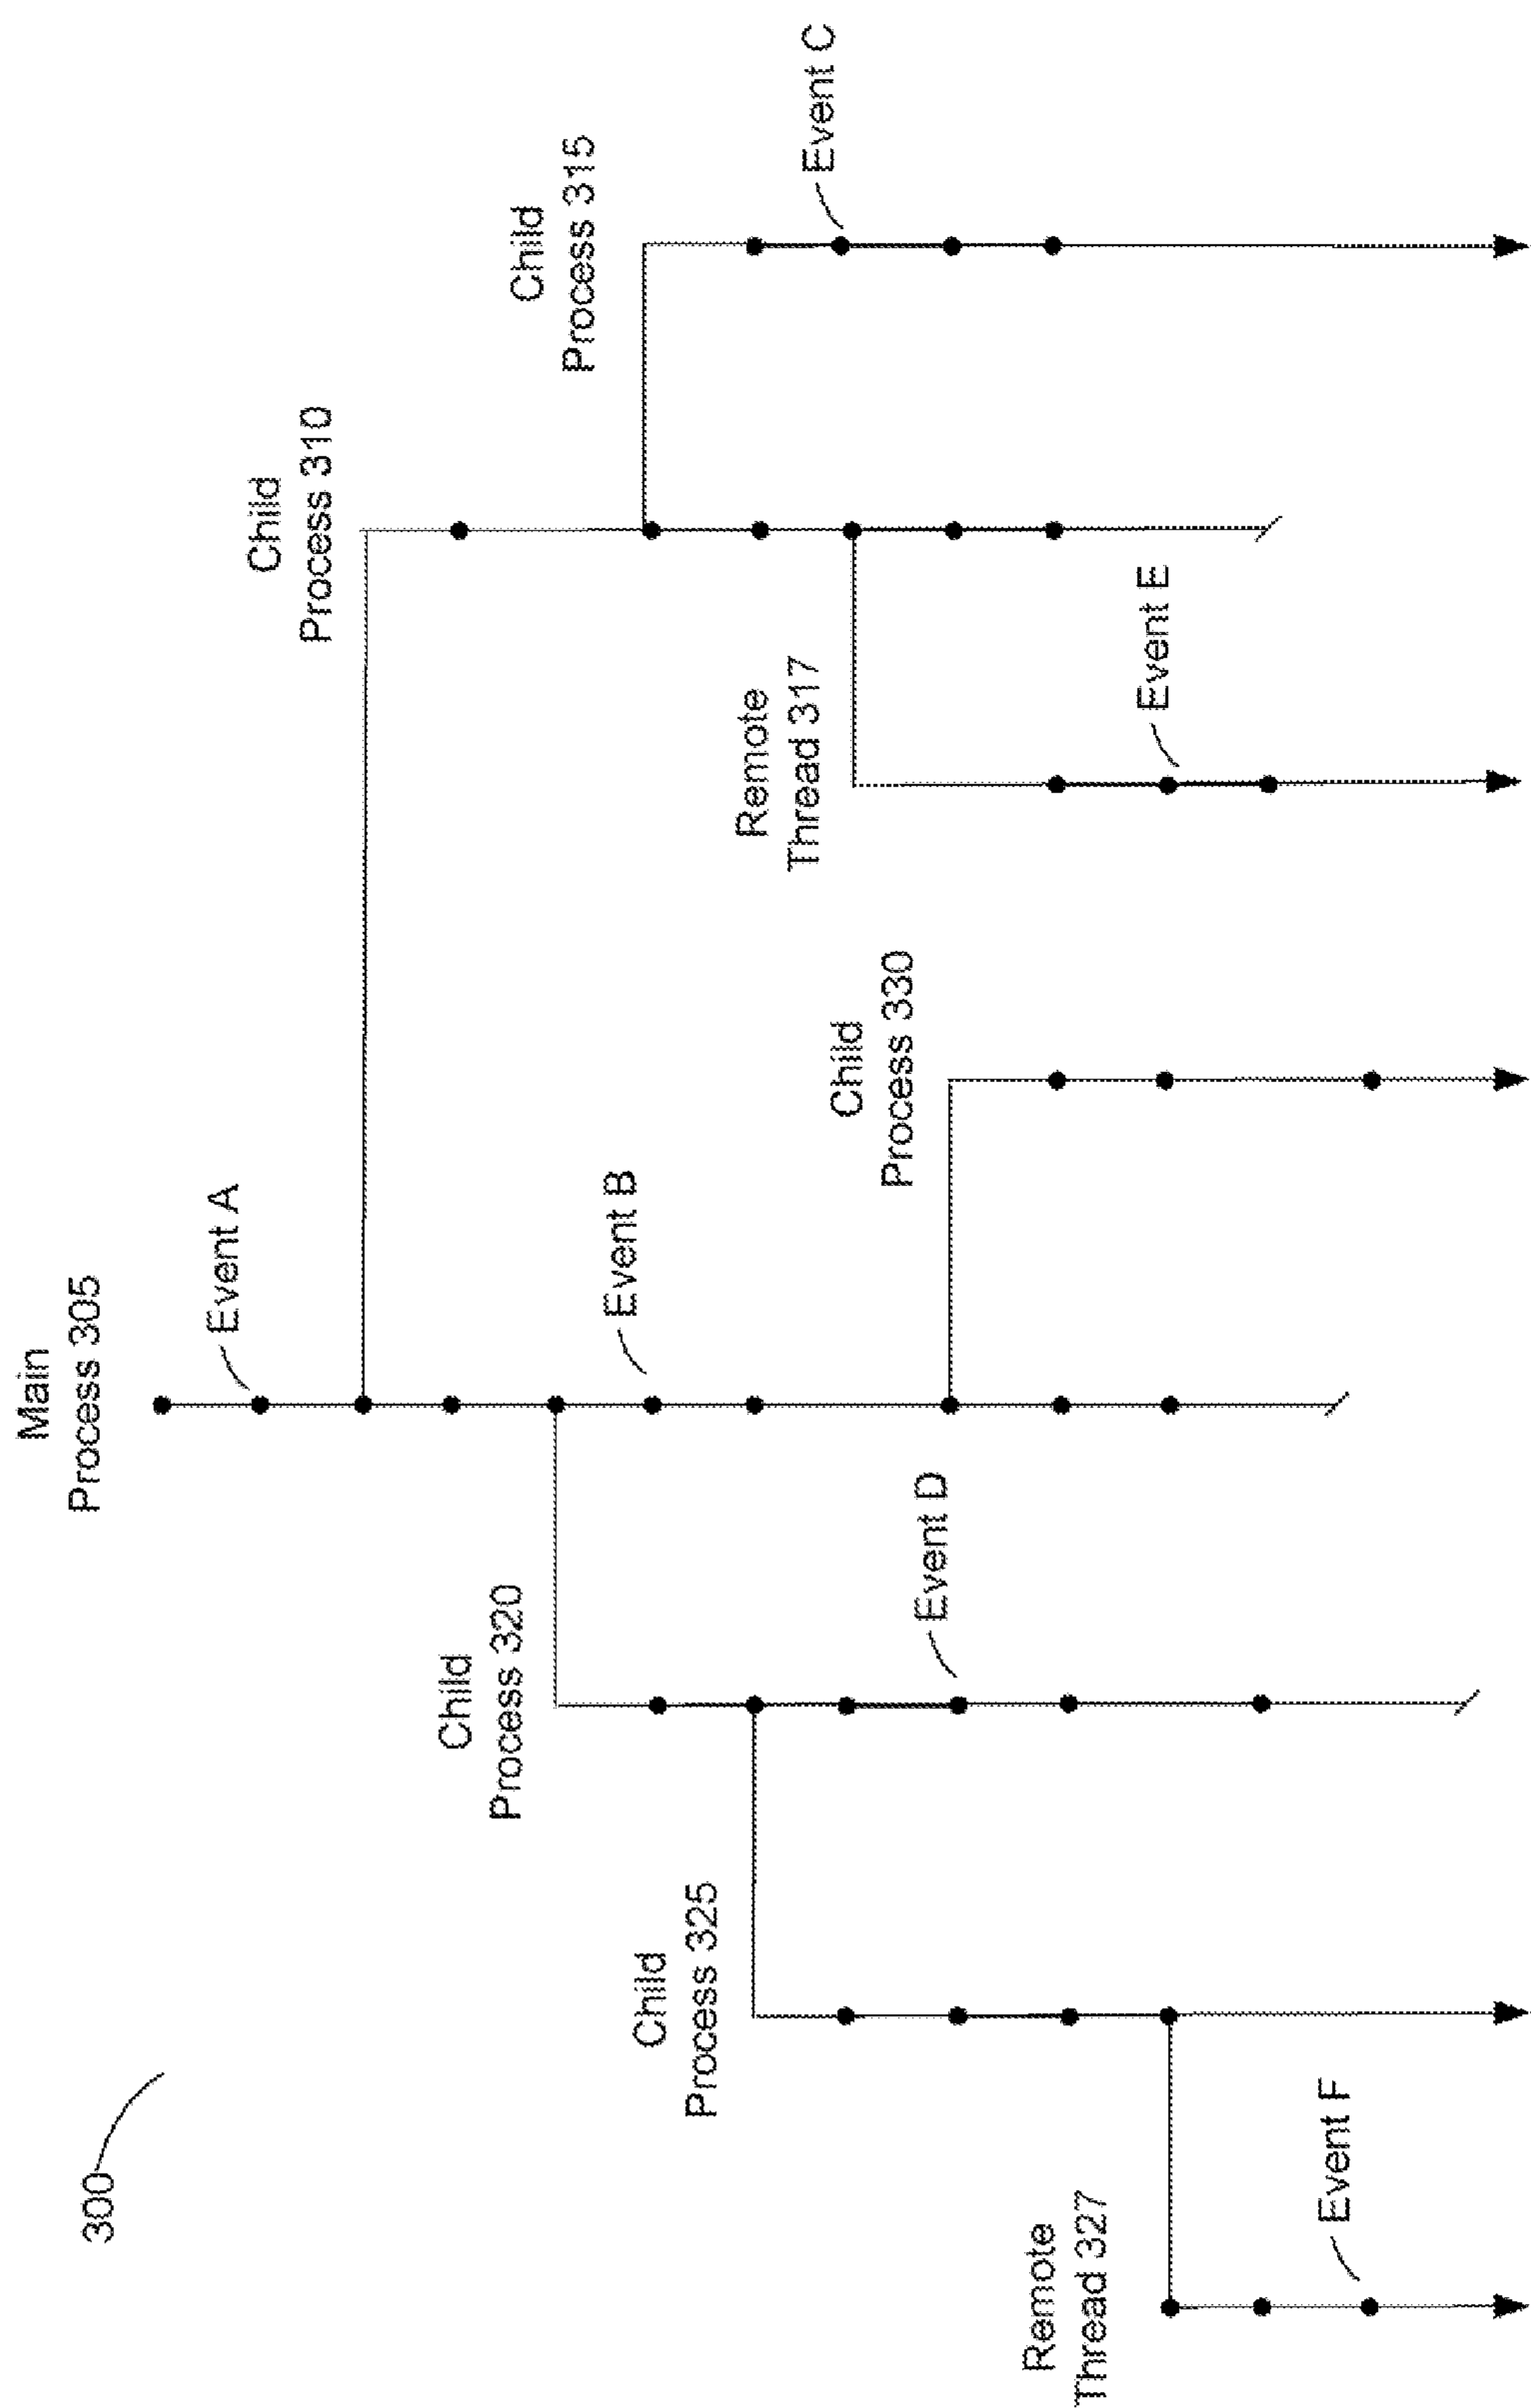 300
Main
Process 305
Event A
Child
Process 310
Child
Process 320
Child
Process 315
Event B
Child
Process 325
Remote
Thread 317
Event C
Child
Process 330
Event D
Remote
Thread 327
Event E
Event F